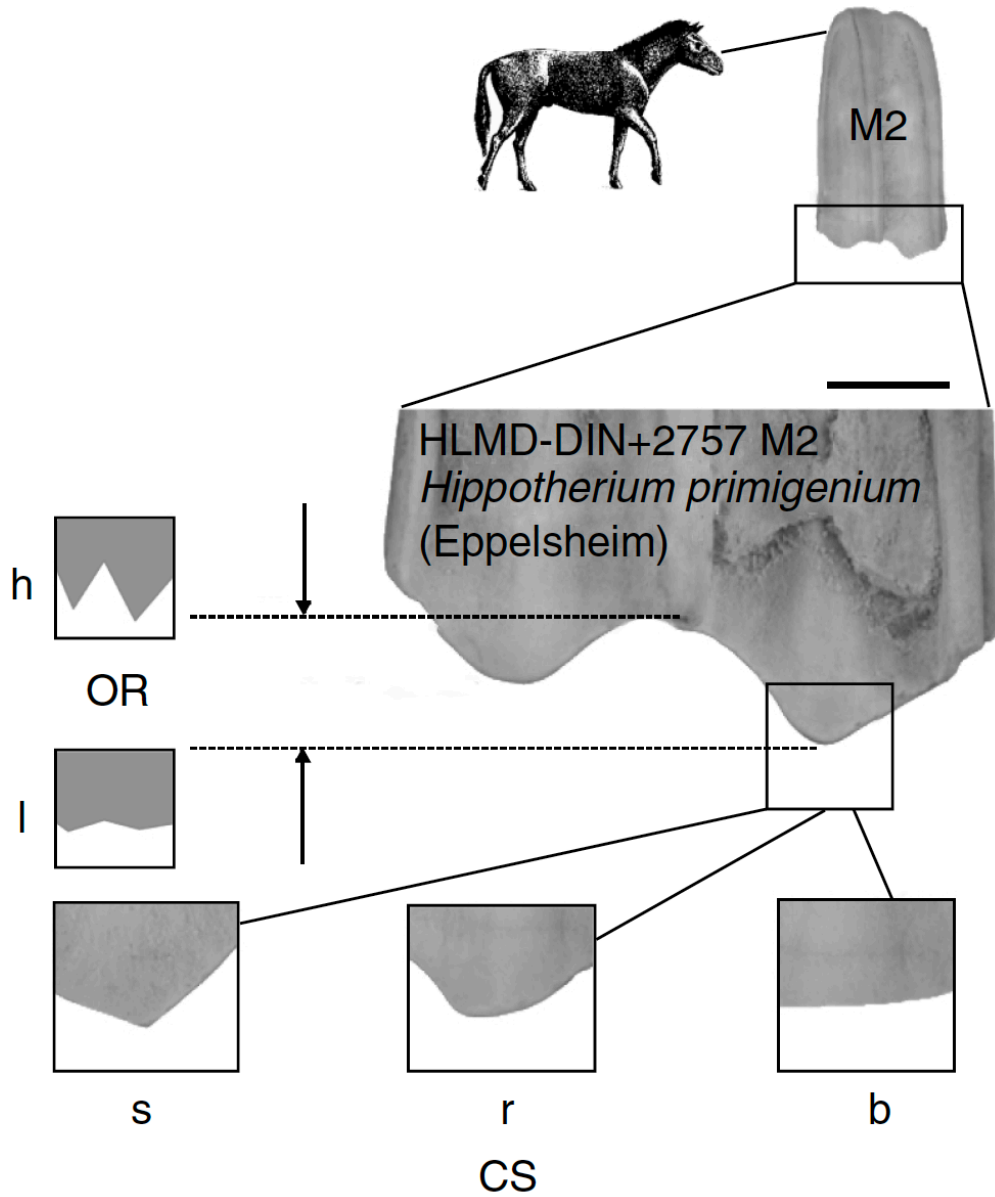 M2
HLMD-DIN+2757 M2
Hippotherium primigenium
(Eppelsheim)
h
OR
l
s
r
b
CS